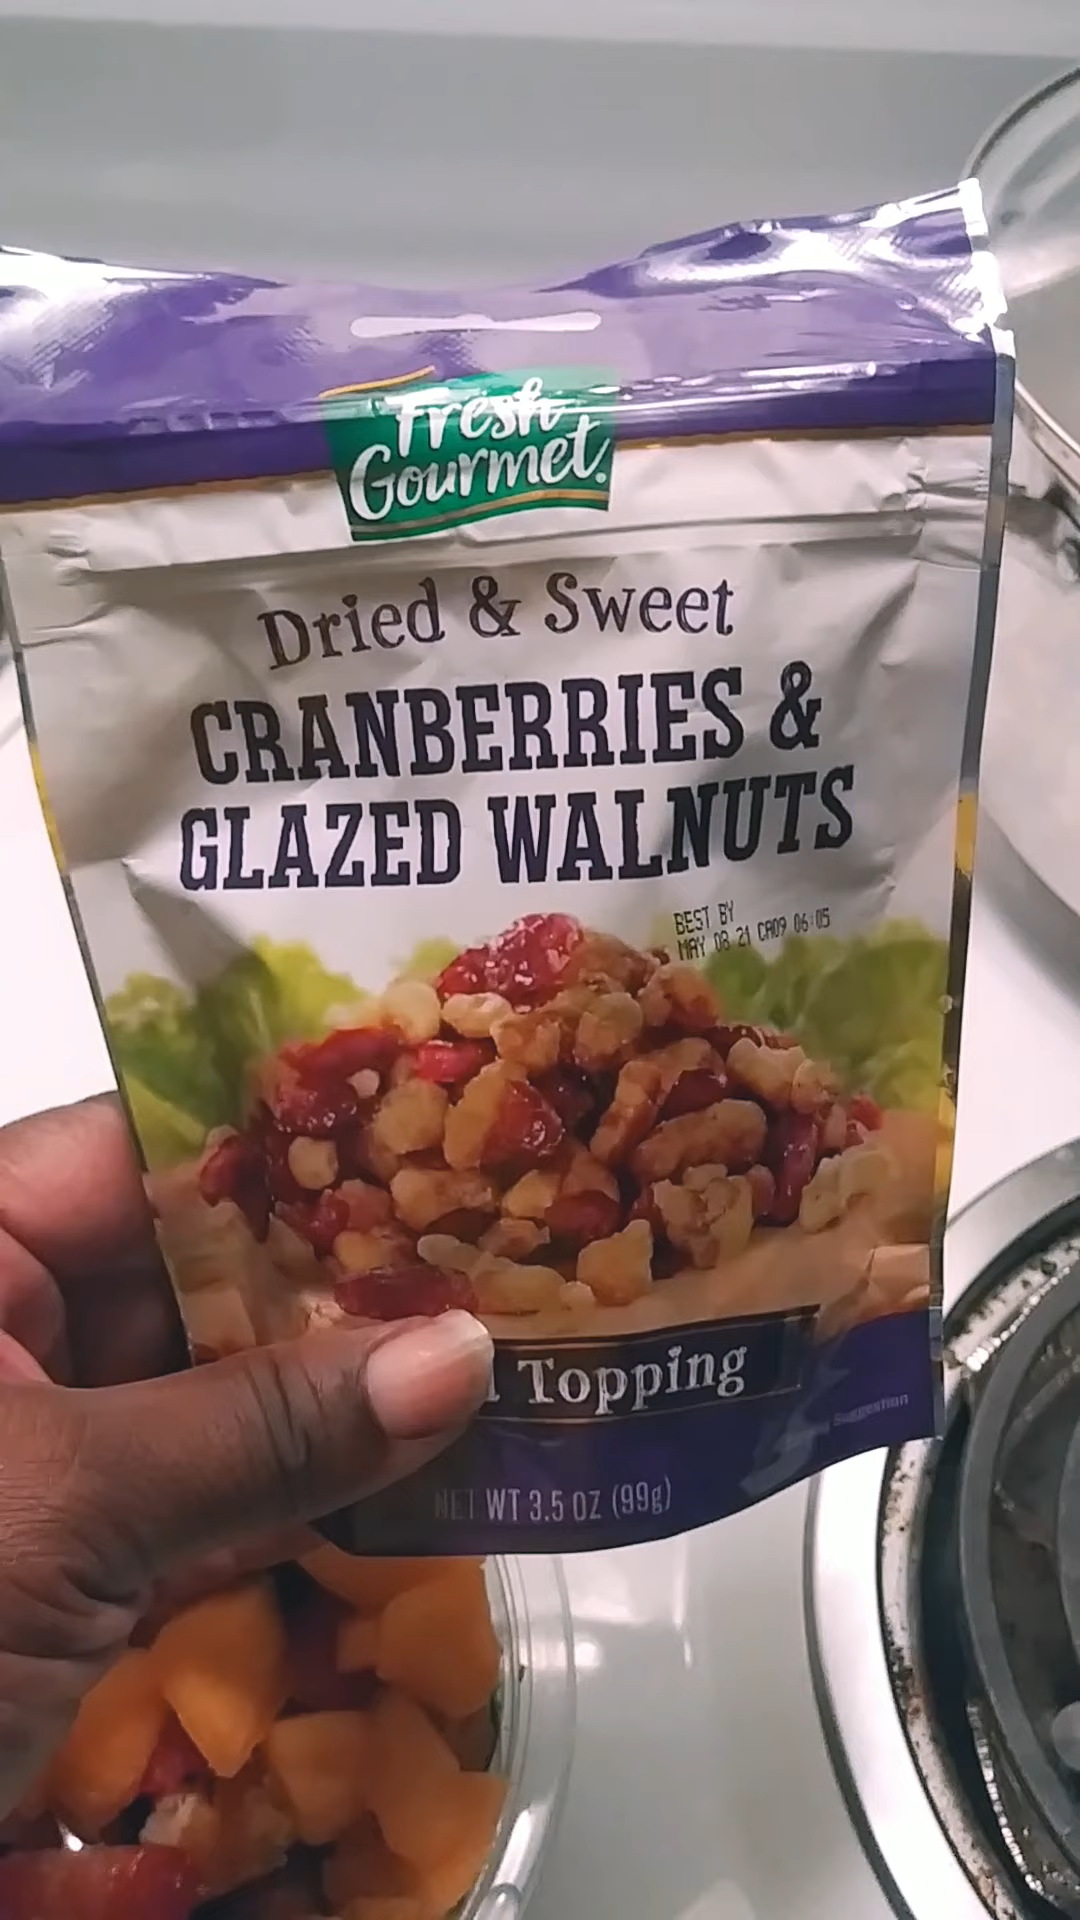 Fresh
Gourmet®
Dried & Sweet
CRANBERRIES &
GLAZED WALNUTS
BEST BY
MAY 08 21 CA09 06:05
Topping
Suggestion
NET WT 3.5 OZ (99g)